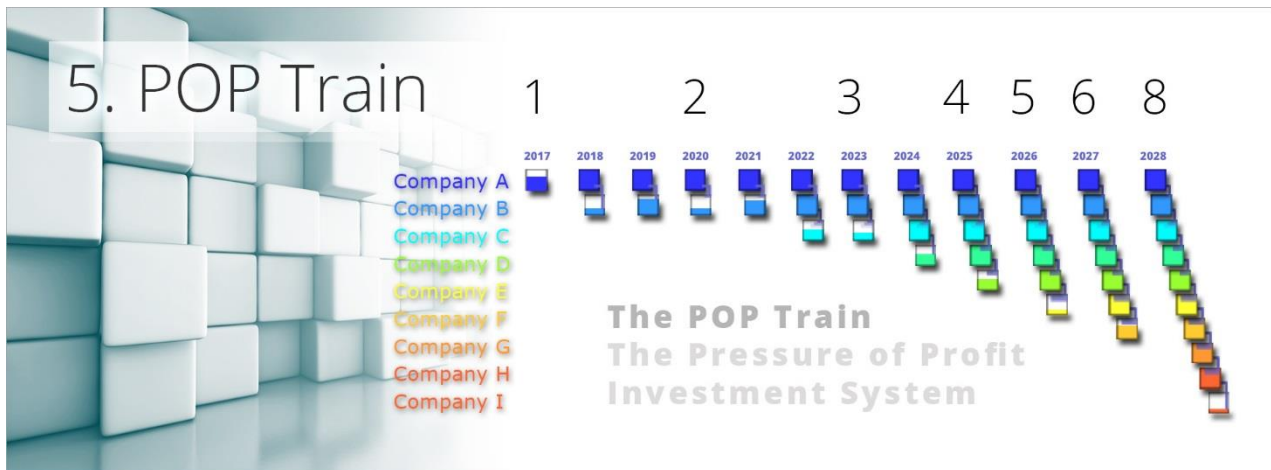 5. POP Train
1 2 3 4 5 6 8
2017 2018 2019 2020 2021 2022 2023 2024 2025 2026 2027 2028
Company A
Company B
Company C
Company D
Company E
Company F
Company G
Company H
Company I
The POP Train
The Pressure of Profit
Investment System